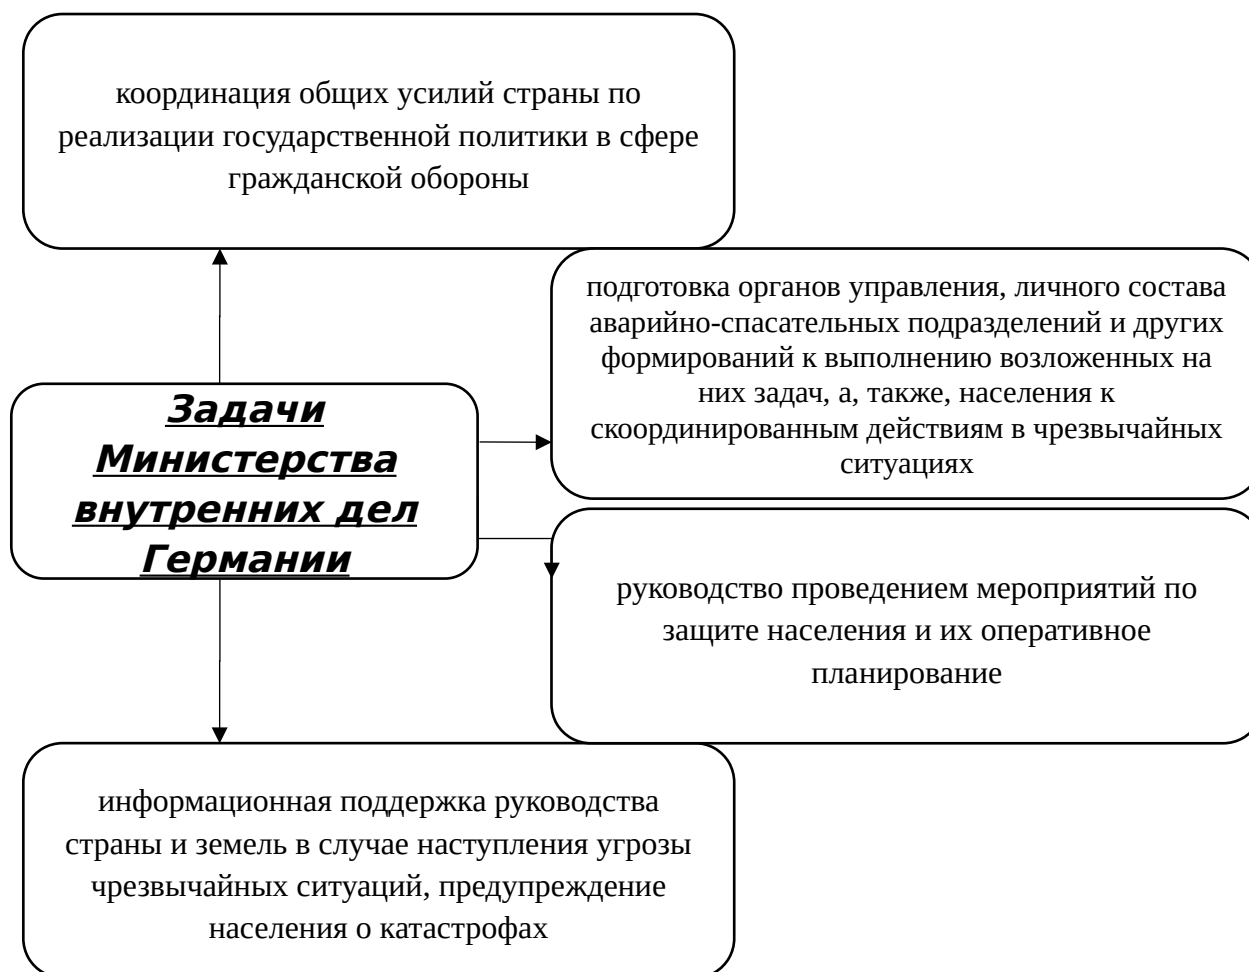 координация общих усилий страны по
реализации государственной политики в сфере
гражданской обороны
подготовка органов управления, личного состава
аварийно-спасательных подразделений и других
формирований к выполнению возложенных на
них задач, а, также, населения к
скоординированным действиям в чрезвычайных
ситуациях
Задачи
Министерства
внутренних дел
Германии
руководство проведением мероприятий по
защите населения и их оперативное
планирование
информационная поддержка руководства
страны и земель в случае наступления угрозы
чрезвычайных ситуаций, предупреждение
населения о катастрофах